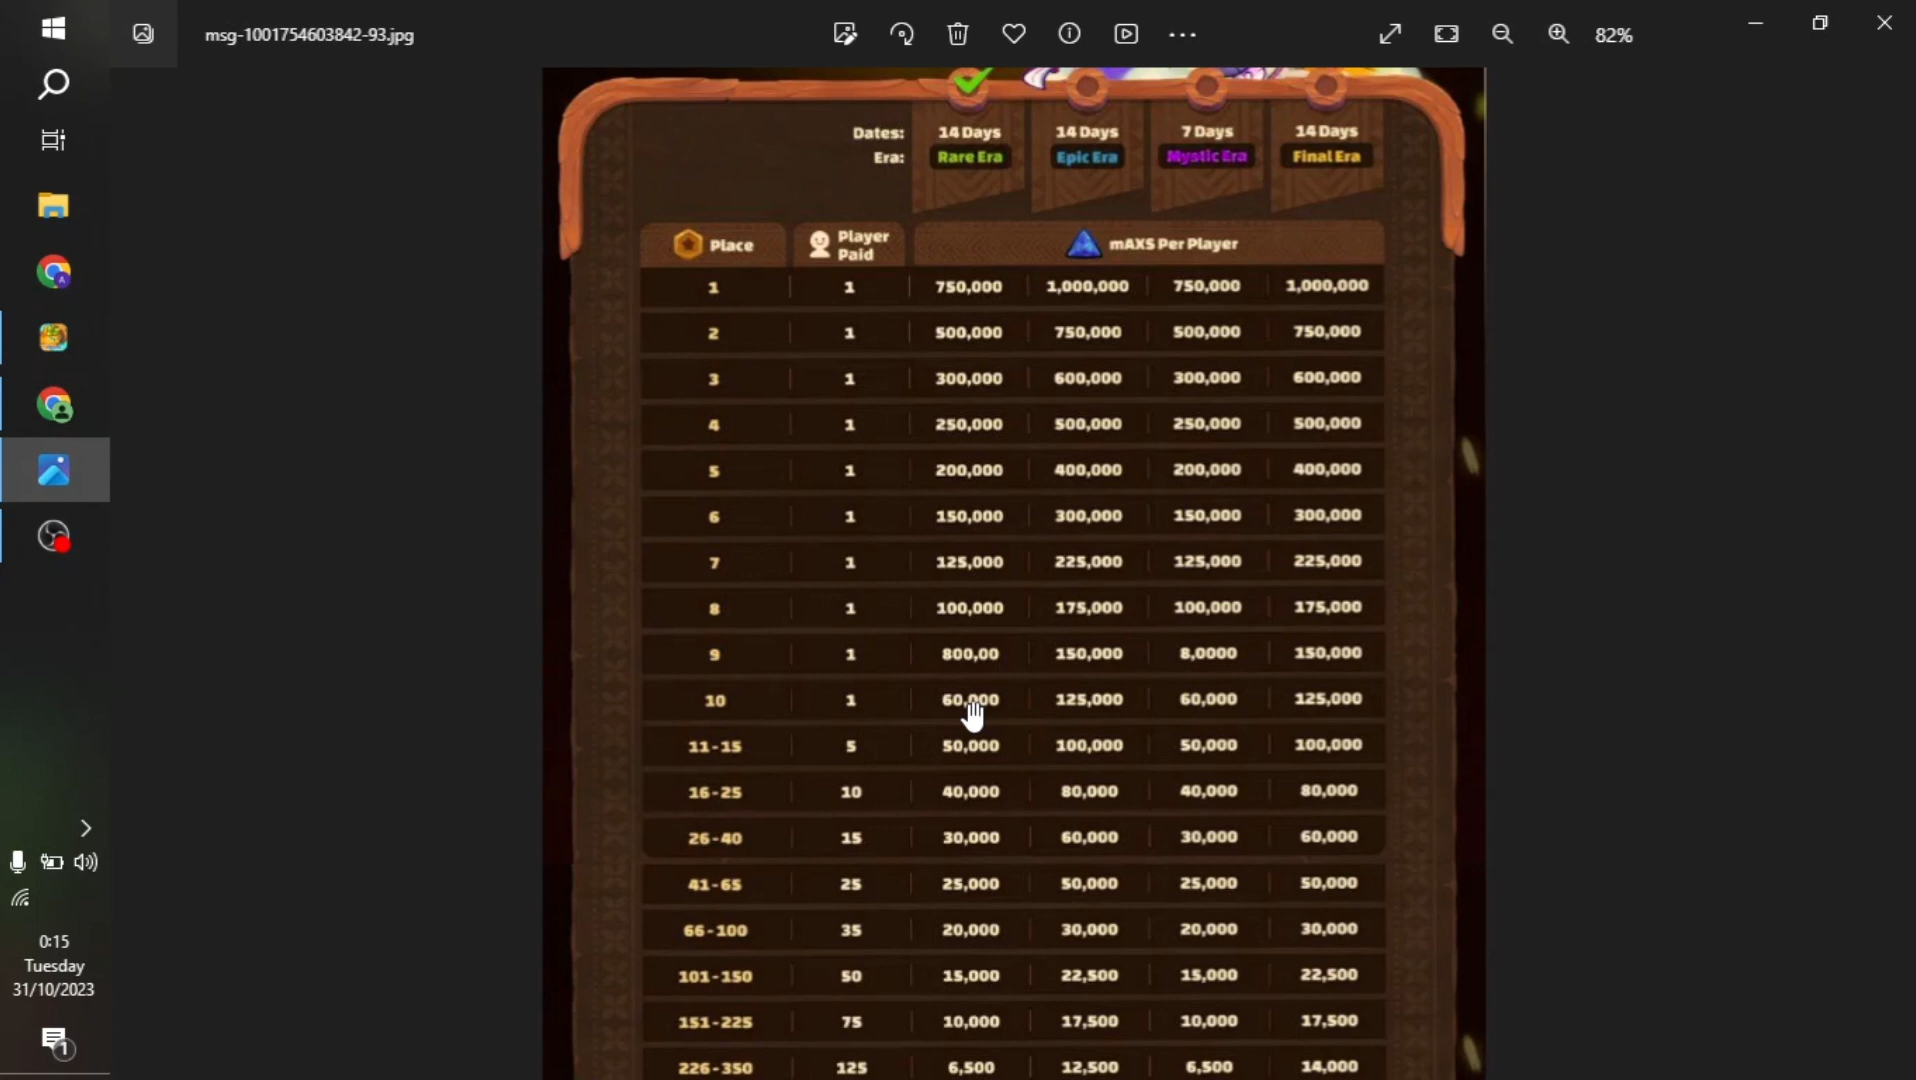 msg-1001754603842-93.jpg
82%
Dates: 14 Days 14 Days 7 Days 14 Days
Era: Rare Era Epic Era Mystic Era Final Era
Place Player Paid mAXS Per Player
1 1 750,000 1,000,000 750,000 1,000,000
2 1 500,000 750,000 500,000 750,000
3 1 300,000 600,000 300,000 600,000
4 1 250,000 500,000 250,000 500,000
5 1 200,000 400,000 200,000 400,000
6 1 150,000 300,000 150,000 300,000
7 1 125,000 225,000 125,000 225,000
8 1 100,000 175,000 100,000 175,000
9 1 800,00 150,000 8,0000 150,000
10 1 60,000 125,000 60,000 125,000
11-15 5 50,000 100,000 50,000 100,000
16-25 10 40,000 80,000 40,000 80,000
26-40 15 30,000 60,000 30,000 60,000
41-65 25 25,000 50,000 25,000 50,000
66-100 35 20,000 30,000 20,000 30,000
101-150 50 15,000 22,500 15,000 22,500
151-225 75 10,000 17,500 10,000 17,500
226-350 125 6,500 12,500 6,500 14,000
0:15
Tuesday
31/10/2023
1